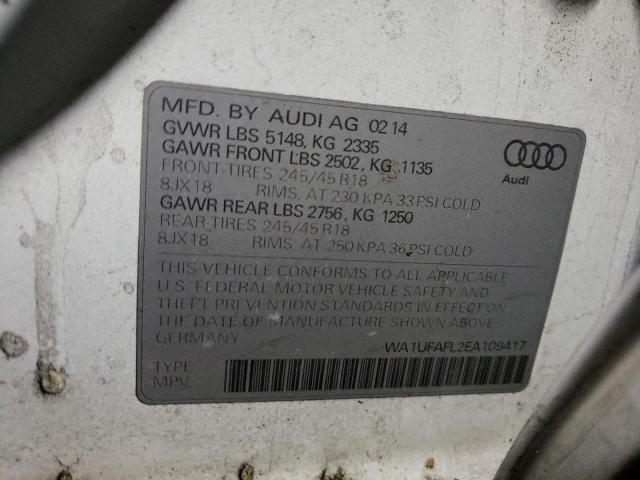 MFD. BY AUDI AG 02 14
GVWR LBS 5148, KG 2335
GAWR FRONT LBS 2502, KG 1135
FRONT-TIRES 245/45 R18
8JX18 RIMS, AT 230 KPA 33 PSI COLD
GAWR REAR LBS 2756, KG 1250
REAR TIRES 245/45 R18
8JX18 RIMS, AT 250 KPA 36 PSI COLD
Audi
THIS VEHICLE CONFORMS TO ALL APPLICABLE
U.S. FEDERAL MOTOR VEHICLE SAFETY AND
THEFT PREVENTION STANDARDS IN EFFECT ON
THE DATE OF MANUFACTURE SHOWN ABOVE
GERMANY WA1UFAFL2EA109417
TYPE
MPV